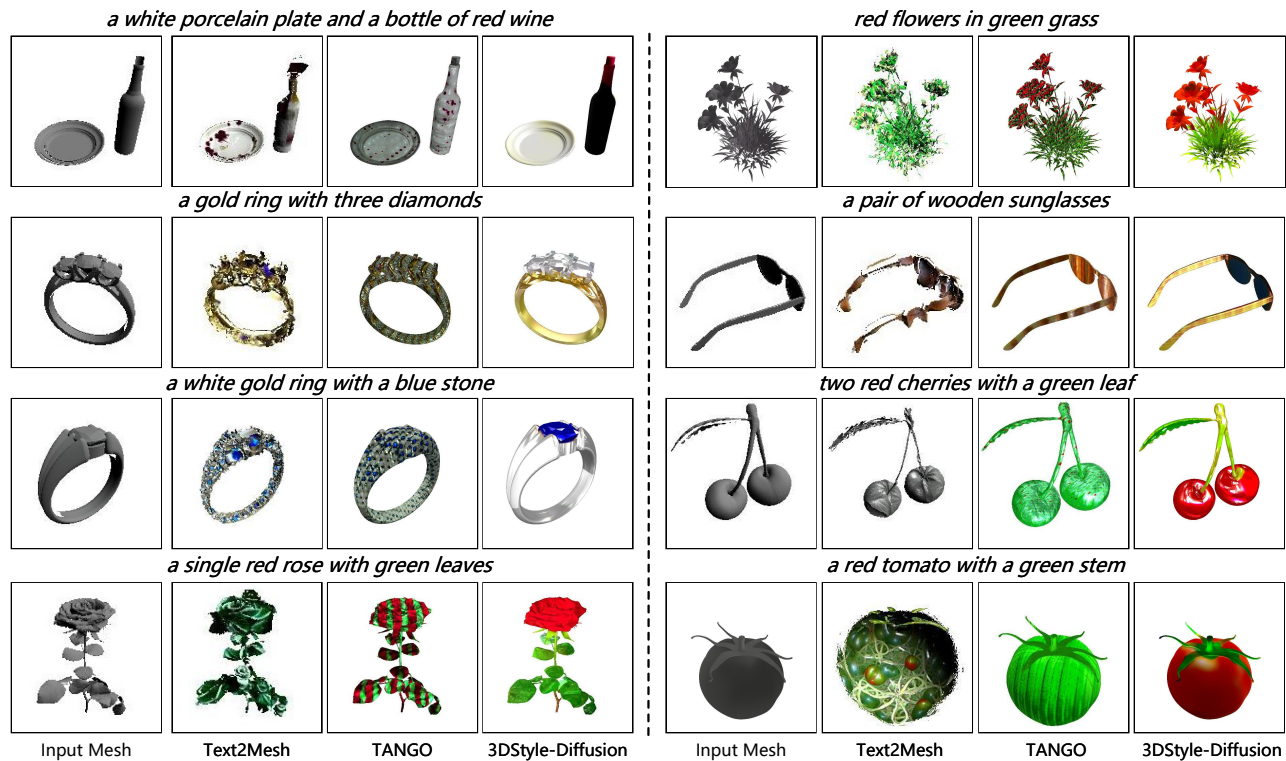 a white porcelain plate and a bottle of red wine
red flowers in green grass
a gold ring with three diamonds
a pair of wooden sunglasses
a white gold ring with a blue stone
two red cherries with a green leaf
a single red rose with green leaves
a red tomato with a green stem
Input Mesh
Text2Mesh
TANGO
3DStyle-Diffusion
Input Mesh
Text2Mesh
TANGO
3DStyle-Diffusion